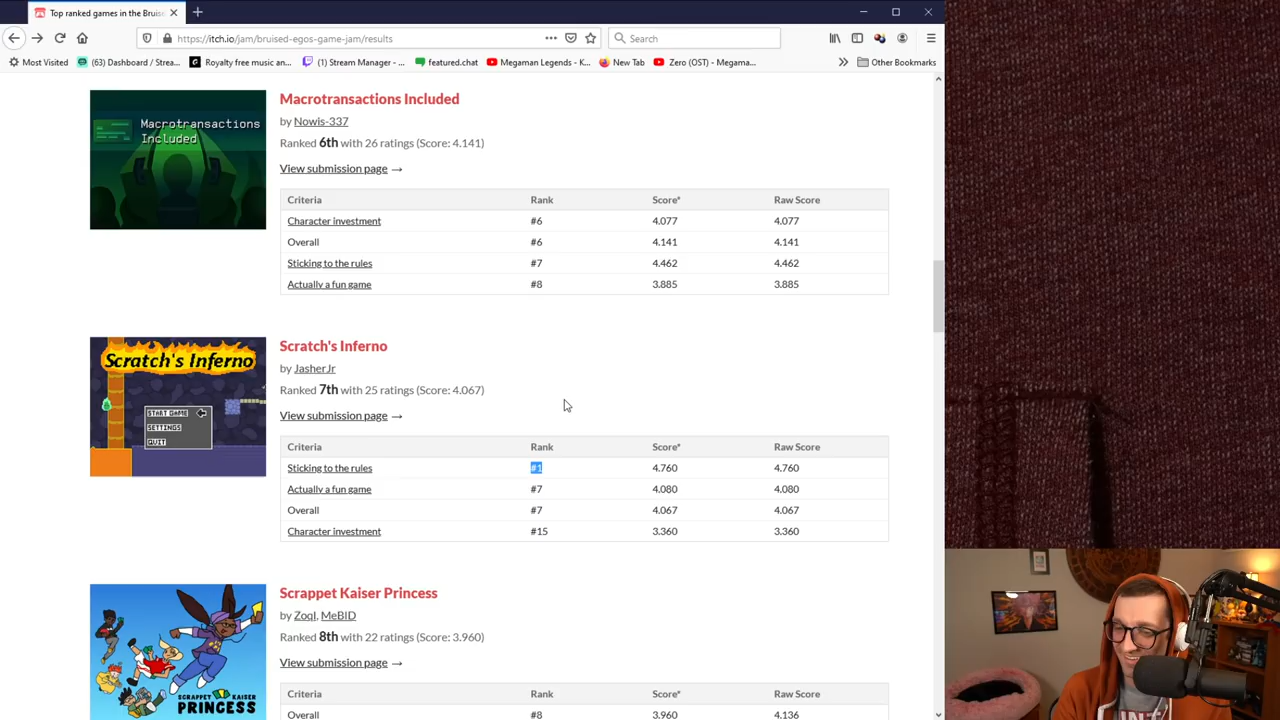 Top ranked games in the Bruise
https://itch.io/jam/bruised-egos-game-jam/results
Search
Most Visited
(63) Dashboard / Strea...
Royalty free music an...
(1) Stream Manager - ...
featured.chat
Megaman Legends - K...
New Tab
Zero (OST) - Megama...
Other Bookmarks
Macrotransactions
Included
Macrotransactions Included
by Nowis-337
Ranked 6th with 26 ratings (Score: 4.141)
View submission page →
Criteria Rank Score* Raw Score
Character investment #6 4.077 4.077
Overall #6 4.141 4.141
Sticking to the rules #7 4.462 4.462
Actually a fun game #8 3.885 3.885
Scratch's Inferno
START GAME
SETTINGS
QUIT
Scratch's Inferno
by JasherJr
Ranked 7th with 25 ratings (Score: 4.067)
View submission page →
Criteria Rank Score* Raw Score
Sticking to the rules #1 4.760 4.760
Actually a fun game #7 4.080 4.080
Overall #7 4.067 4.067
Character investment #15 3.360 3.360
SCRAPPET KAISER
PRINCESS
Scrappet Kaiser Princess
by Zoql, MeBID
Ranked 8th with 22 ratings (Score: 3.960)
View submission page →
Criteria Rank Score* Raw Score
Overall #8 3.960 4.136